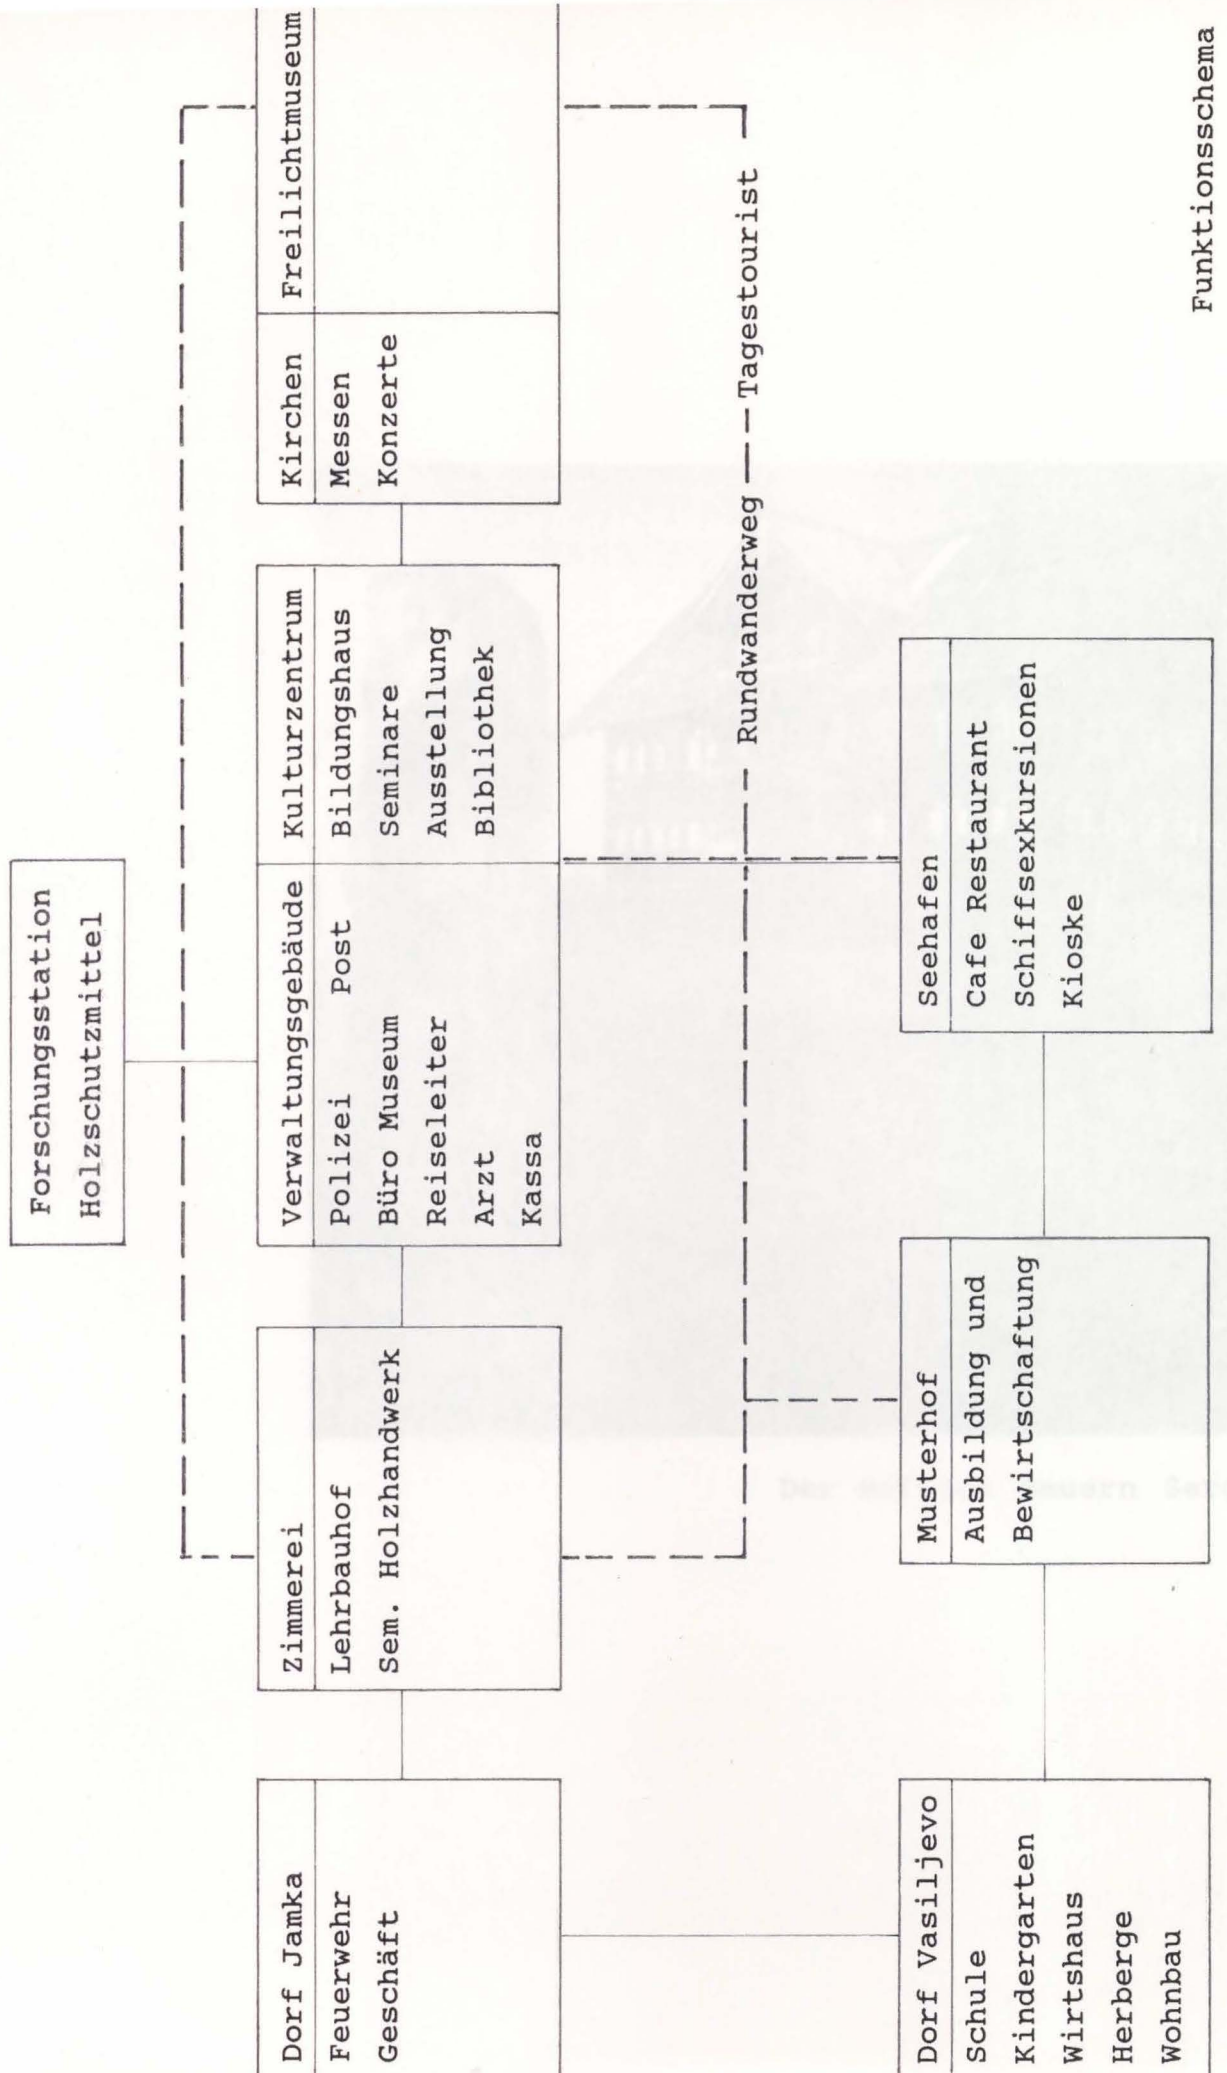 Forschungsstation
Holzschutzmittel
Dorf Jamka
Feuerwehr
Geschäft
Zimmerei
Lehrbauhof
Sem. Holzhandwerk
Verwaltungsgebäude
Polizei Post
Büro Museum
Reiseleiter
Arzt
Kassa
Kulturzentrum
Bildungshaus
Seminare
Ausstellung
Bibliothek
Kirchen
Messen
Konzerte
Freilichtmuseum
Rundwanderweg — Tagestourist
Dorf Vasiljevo
Schule
Kindergarten
Wirtshaus
Herberge
Wohnbau
Musterhof
Ausbildung und
Bewirtschaftung
Seehafen
Cafe Restaurant
Schiffsexkursionen
Kioske
Funktionsschema